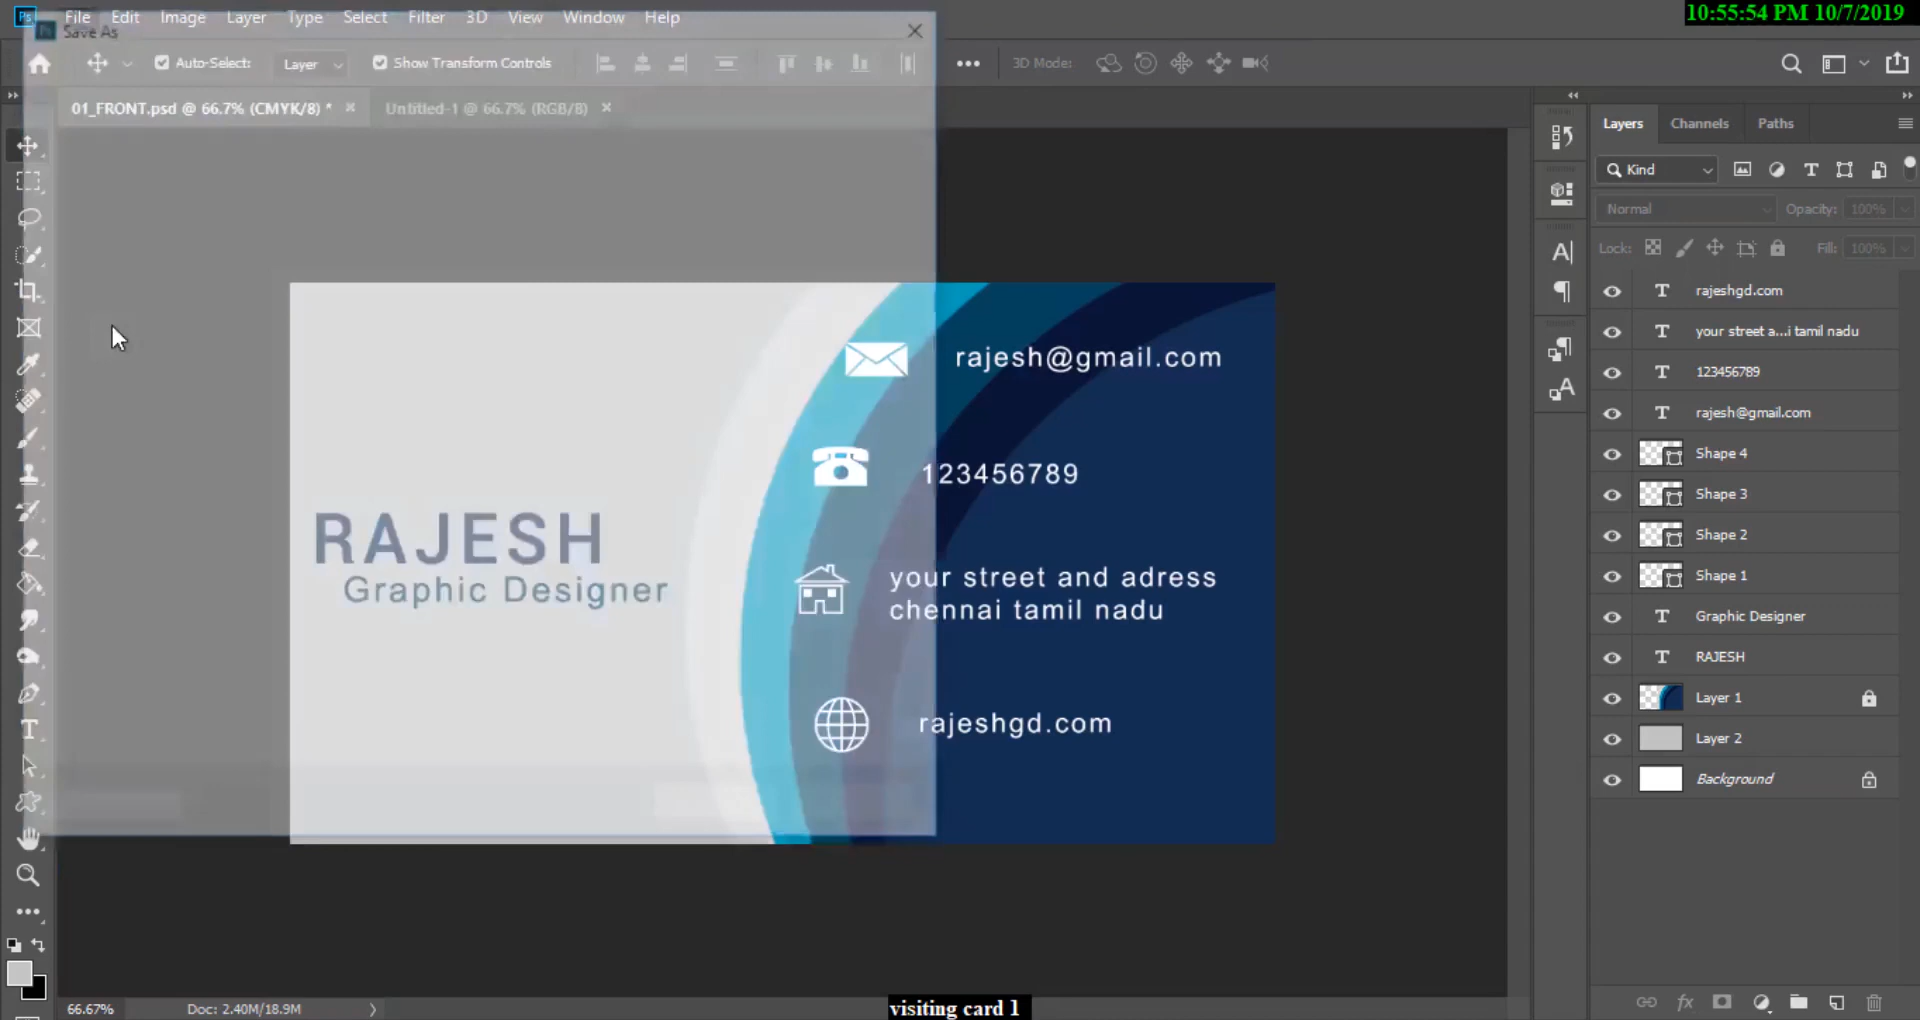 10:55:54 PM 10/7/2019
Ps File Edit Image Layer Type Select Filter 3D View Window Help
Save As
Auto-Select: Layer Show Transform Controls 3D Mode:
01_FRONT.psd @ 66.7% (CMYK/8) * Untitled-1 @ 66.7% (RGB/8)
Layers Channels Paths
Kind
Normal Opacity: 100%
Lock: Fill: 100%
rajeshgd.com
your street a...i tamil nadu
123456789
rajesh@gmail.com
Shape 4
Shape 3
Shape 2
Shape 1
Graphic Designer
RAJESH
Layer 1
Layer 2
Background
rajesh@gmail.com
123456789
RAJESH
Graphic Designer
your street and adress
chennai tamil nadu
rajeshgd.com
66.67% Doc: 2.40M/18.9M
visiting card 1